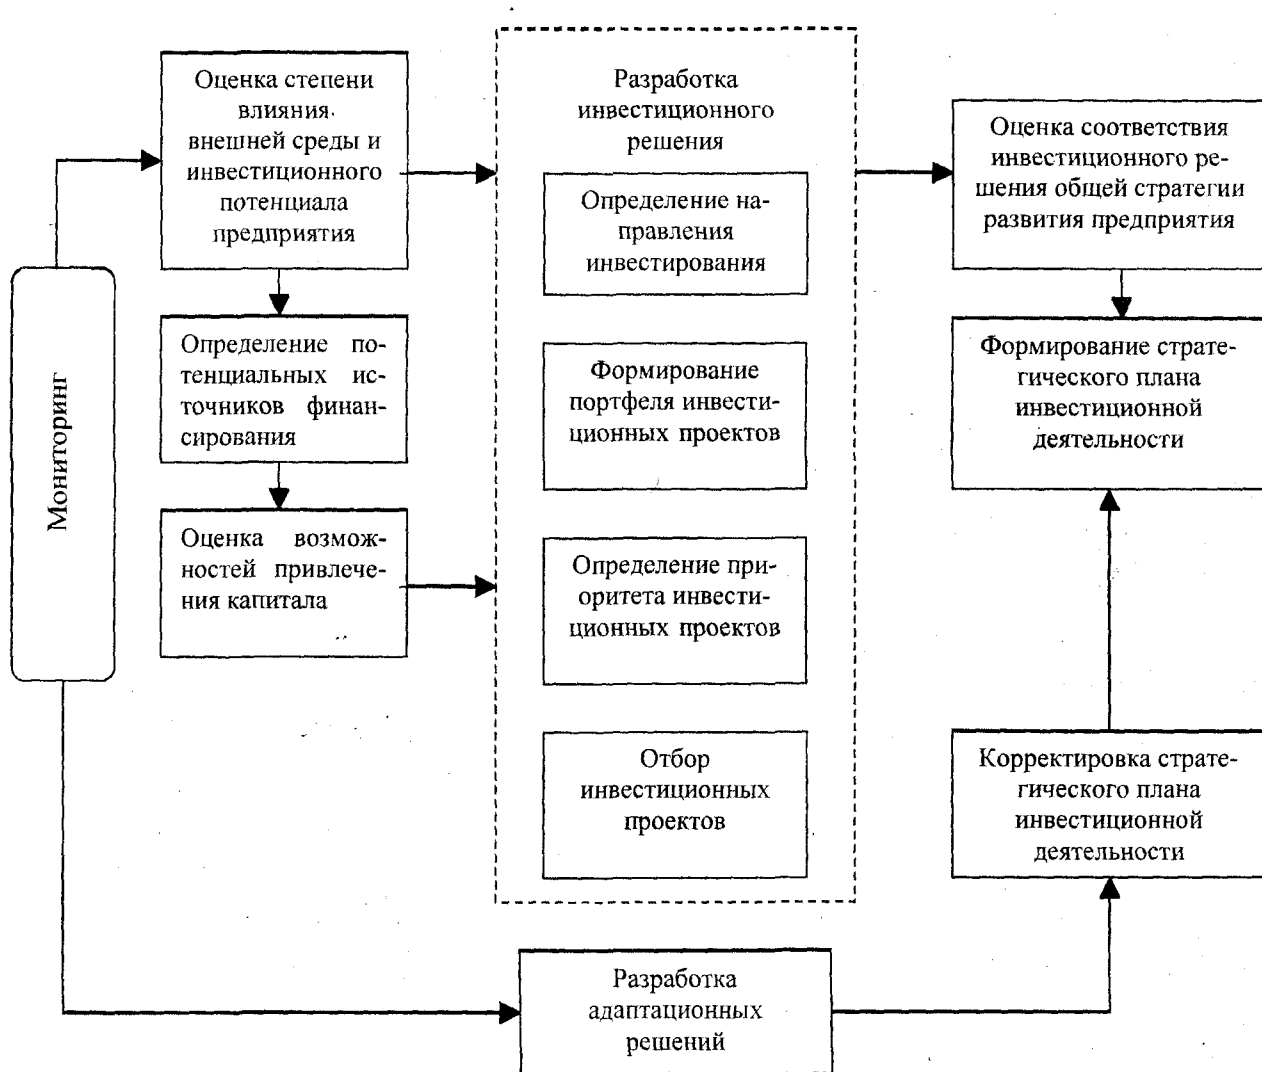 Мониторинг
Оценка степени
влияния
внешней среды и
инвестиционного
потенциала
предприятия
Определение по-
тенциальных ис-
точников финан-
сирования
Оценка возмож-
ностей привлече-
ния капитала
Разработка
инвестиционного
решения
Определение на-
правления
инвестирования
Формирование
портфеля инвести-
ционных проектов
Определение при-
оритета инвести-
ционных проектов
Отбор
инвестиционных
проектов
Разработка
адаптационных
решений
Оценка соответствия
инвестиционного ре-
шения общей стратегии
развития предприятия
Формирование страте-
гического плана
инвестиционной
деятельности
Корректировка страте-
гического плана
инвестиционной
деятельности